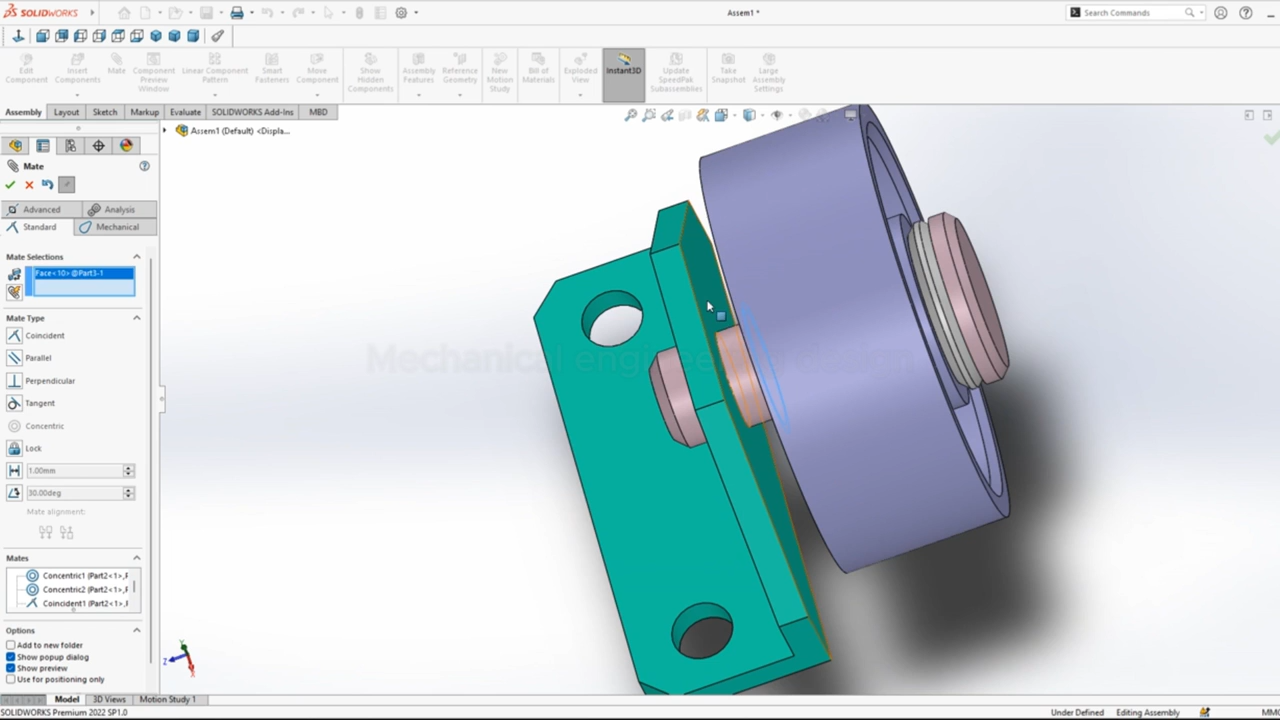 SOLIDWORKS
Assem1 *
Search Commands
Edit Component
Insert Components
Mate
Component Preview Window
Linear Component Pattern
Smart Fasteners
Move Component
Show Hidden Components
Assembly Features
Reference Geometry
New Motion Study
Bill of Materials
Exploded View
Instant3D
Update SpeedPak Subassemblies
Take Snapshot
Large Assembly Settings
Assembly
Layout
Sketch
Markup
Evaluate
SOLIDWORKS Add-Ins
MBD
Assem1 (Default) <Displa...
Mate
Advanced
Analysis
Standard
Mechanical
Mate Selections
Face<10>@Part3-1
Mate Type
Coincident
Parallel
Perpendicular
Tangent
Concentric
Lock
1.00mm
30.00deg
Mate alignment:
Mates
Concentric1 (Part2<1>,F
Concentric2 (Part2<1>,F
Coincident1 (Part2<1>,F
Options
Add to new folder
Show popup dialog
Show preview
Use for positioning only
Mechanical
Y
Z
X
Model
3D Views
Motion Study 1
SOLIDWORKS Premium 2022 SP1.0
Under Defined
Editing Assembly